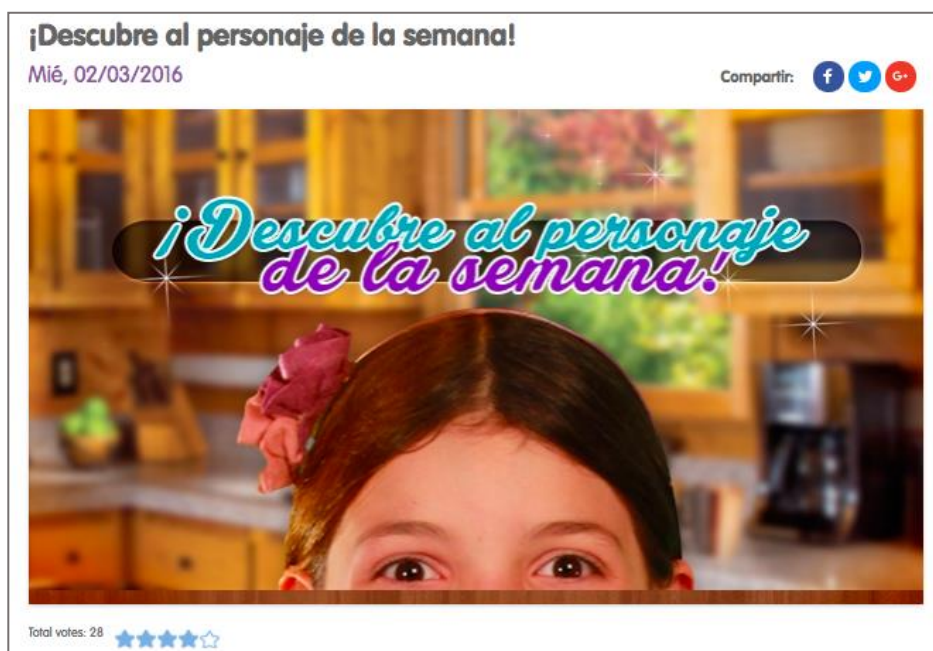 ¡Descubre al personaje de la semana!
Mié, 02/03/2016
Compartir:
f
G+
¡Descubre al personaje
de la semana!
Total votes: 28